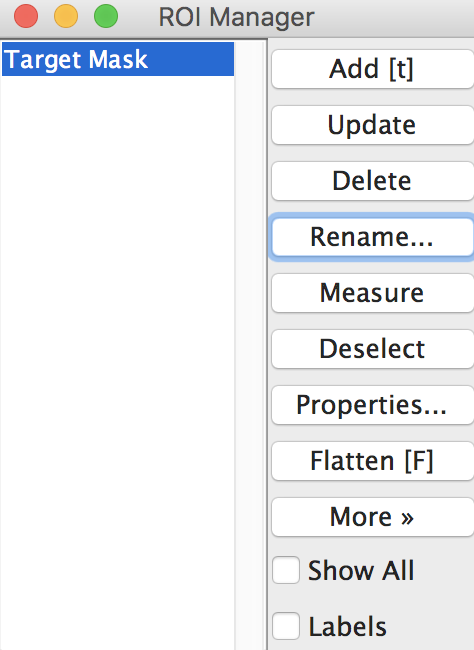 ROI Manager
Target Mask
Add [t]
Update
Delete
Rename...
Measure
Deselect
Properties...
Flatten [F]
More »
Show All
Labels